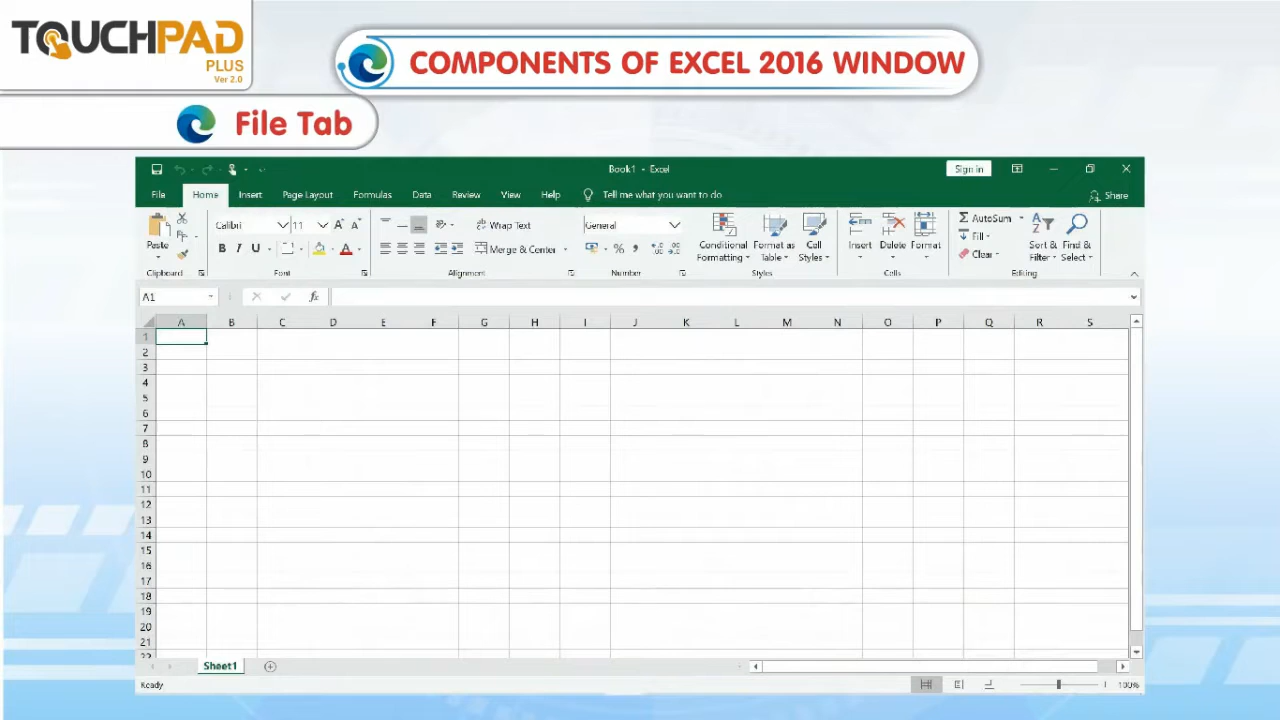 TOUCHPAD
PLUS
Ver 2.0
COMPONENTS OF EXCEL 2016 WINDOW
File Tab
Book1 - Excel
Sign in
File Home Insert Page Layout Formulas Data Review View Help Tell me what you want to do
Share
Calibri 11 Wrap Text General AutoSum
Paste Conditional Formatting Format as Table Cell Styles Insert Delete Format Fill Sort & Filter Find & Select
B I U Merge & Center % Clear
Clipboard Font Alignment Number Styles Cells Editing
A1 fx
A B C D E F G H I J K L M N O P Q R S
1
2
3
4
5
6
7
8
9
10
11
12
13
14
15
16
17
18
19
20
21
22
Sheet1
Ready
100%